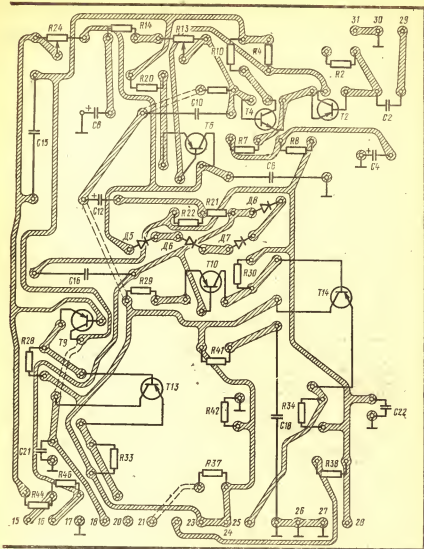 31 30 29
R24 R14 R13
R10 R4
R2
R20
C10
C8
T4
T2
C2
C15
T6
R7
R8
C4
C6
C12
R21
R22
Д8
Д5
Д6
Д7
C16
R29
T10
R30
T14
T9
R28
R41
T13
R42
C18
R34
C22
C21
R33
R46
R37
R38
R44
15 16 17 18 20 21 23 25 26 27 28
24